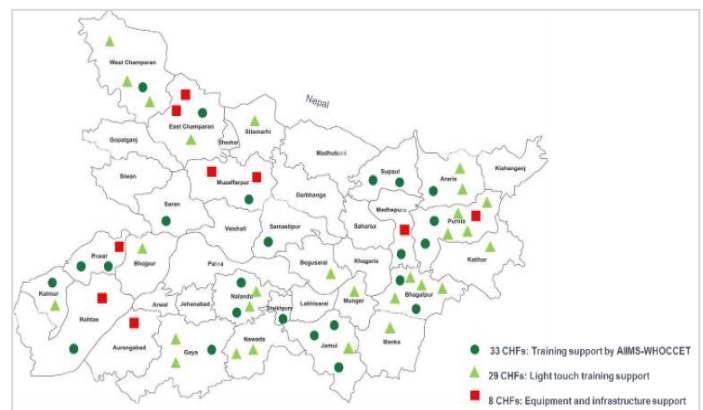 Nepal
West Champaran
East Champaran
Sitamarhi
Gopalganj
Sheohar
Madhubani
Siwan
Muzaffarpur
Supaul
Araria
Kishanganj
Saran
Darbhanga
Madhepura
Purnia
Vaishali
Samastipur
Saharsa
Katihar
Buxar
Bhojpur
Patna
Begusarai
Khagaria
Kaimur
Nalanda
Bhagalpur
Rohtas
Arwal
Jehanabad
Sheikhpura
Lakhisarai
Munger
Aurangabad
Gaya
Nawada
Jamui
Banka
33 CHFs: Training support by AIIMS-WHOCCET
29 CHFs: Light touch training support
8 CHFs: Equipment and infrastructure support